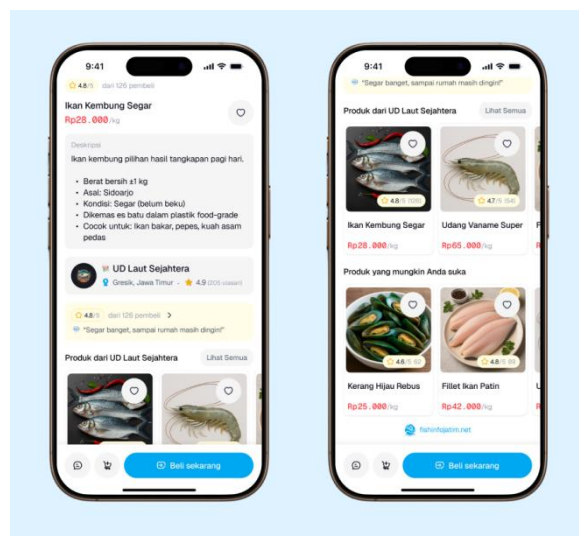 9:41
4.8/5 dari 126 pembeli
Ikan Kembung Segar
Rp28.000/kg
Deskripsi
Ikan kembung pilihan hasil tangkapan pagi hari.
• Berat bersih ±1 kg
• Asal: Sidoarjo
• Kondisi: Segar (belum beku)
• Dikemas es batu dalam plastik food-grade
• Cocok untuk: Ikan bakar, pepes, kuah asam
pedas
UD Laut Sejahtera
Gresik, Jawa Timur - 4.9 (205 ulasan)
4.8/5 dari 126 pembeli >
"Segar banget, sampai rumah masih dingin!"
Produk dari UD Laut Sejahtera Lihat Semua
Beli sekarang
9:41
"Segar banget, sampai rumah masih dingin!"
Produk dari UD Laut Sejahtera Lihat Semua
4.8/5 (126) 4.7/5 (54)
Ikan Kembung Segar Udang Vaname Super F
Rp28.000/kg Rp65.000/kg R
Produk yang mungkin Anda suka
4.6/5 62 4.8/5 99
Kerang Hijau Rebus Fillet Ikan Patin U
Rp25.000/kg Rp42.000/kg R
fishinfojatim.net
Beli sekarang